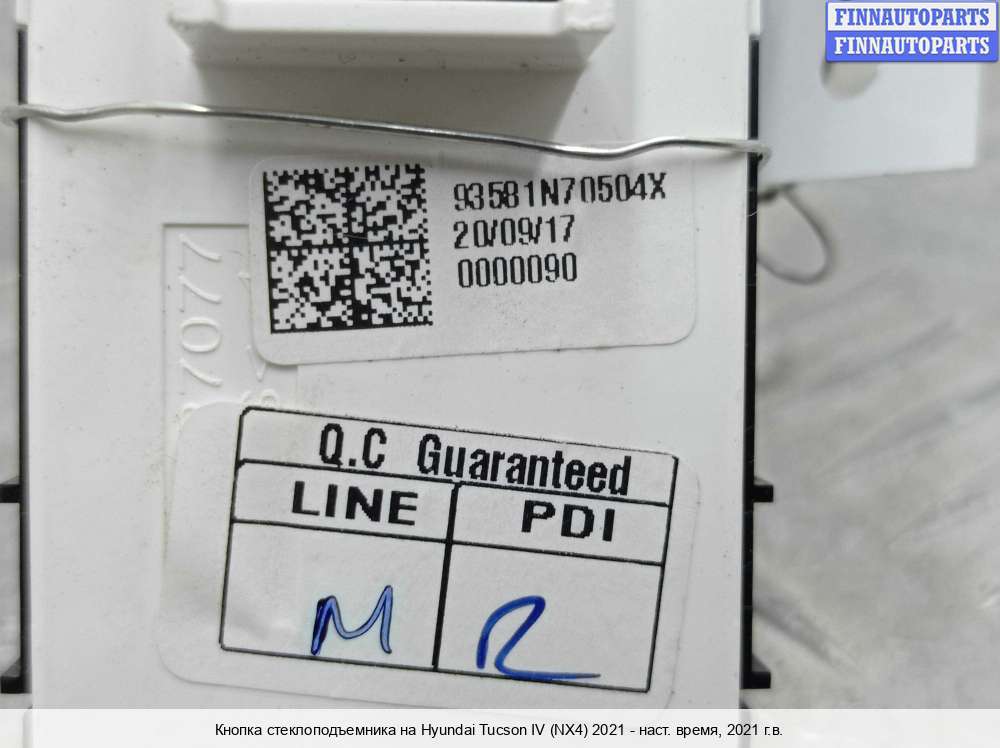 FINNAUTOPARTS
FINNAUTOPARTS
93581N70504X
20/09/17
0000090
77077
Q.C Guaranteed
LINE PDI
M R
Кнопка стеклоподъемника на Hyundai Tucson IV (NX4) 2021 - наст. время, 2021 г.в.